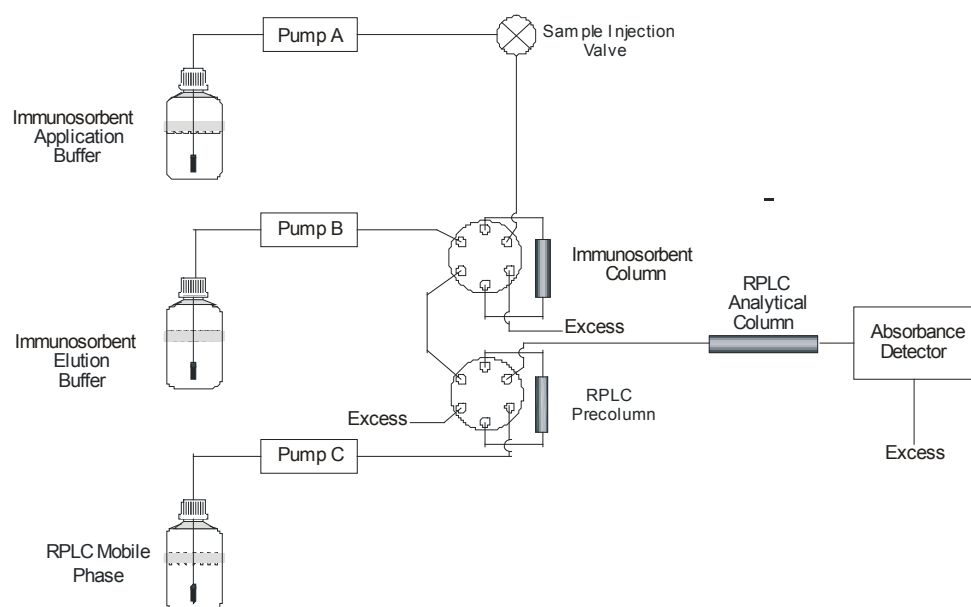 Pump A
Sample Injection
Valve
Immunosorbent
Application
Buffer
Pump B
Immunosorbent
Column
RPLC
Analytical
Column
Absorbance
Detector
Excess
Immunosorbent
Elution
Buffer
RPLC
Precolumn
Excess
Excess
Pump C
RPLC Mobile
Phase